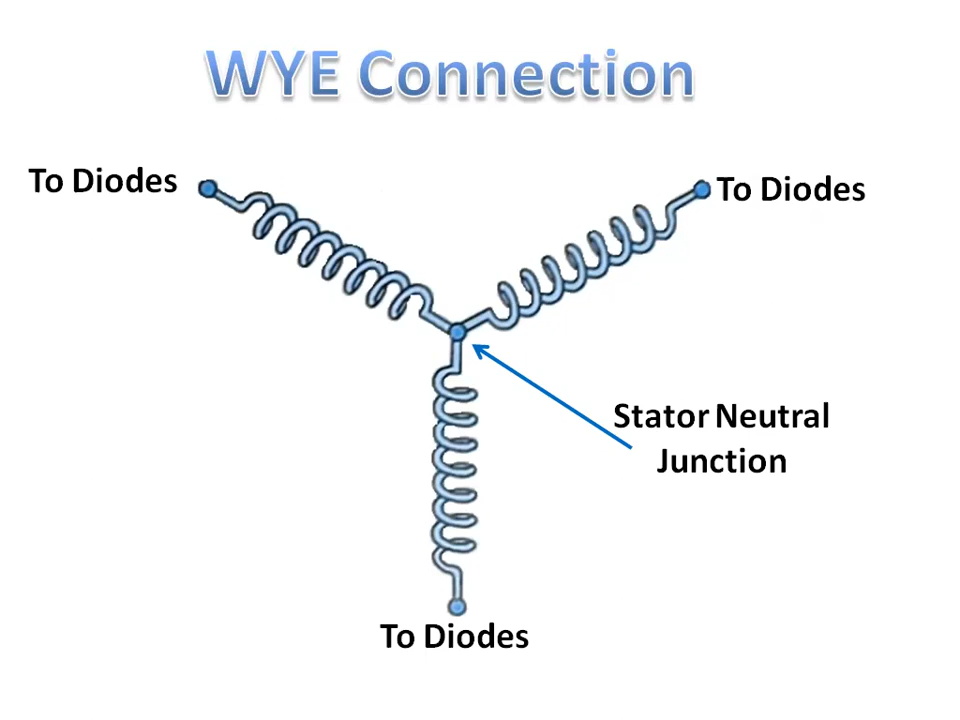 WYE Connection
To Diodes
To Diodes
Stator Neutral
Junction
To Diodes